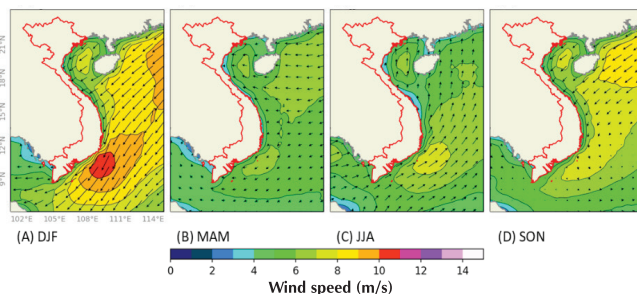 21°N
18°N
15°N
12°N
9°N
102°E 105°E 108°E 111°E 114°E
(A) DJF (B) MAM (C) JJA (D) SON
0 2 4 6 8 10 12 14
Wind speed (m/s)